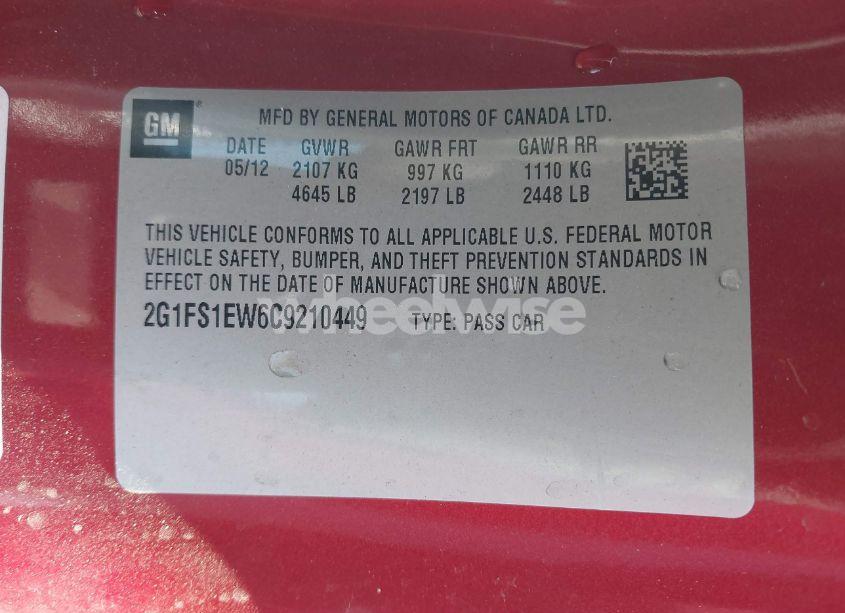 GM ® MFD BY GENERAL MOTORS OF CANADA LTD.
DATE GVWR GAWR FRT GAWR RR
05/12 2107 KG 997 KG 1110 KG
4645 LB 2197 LB 2448 LB
THIS VEHICLE CONFORMS TO ALL APPLICABLE U.S. FEDERAL MOTOR
VEHICLE SAFETY, BUMPER, AND THEFT PREVENTION STANDARDS IN
EFFECT ON THE DATE OF MANUFACTURE SHOWN ABOVE.
2G1FS1EW6C9210449 TYPE: PASS CAR
wheelwise